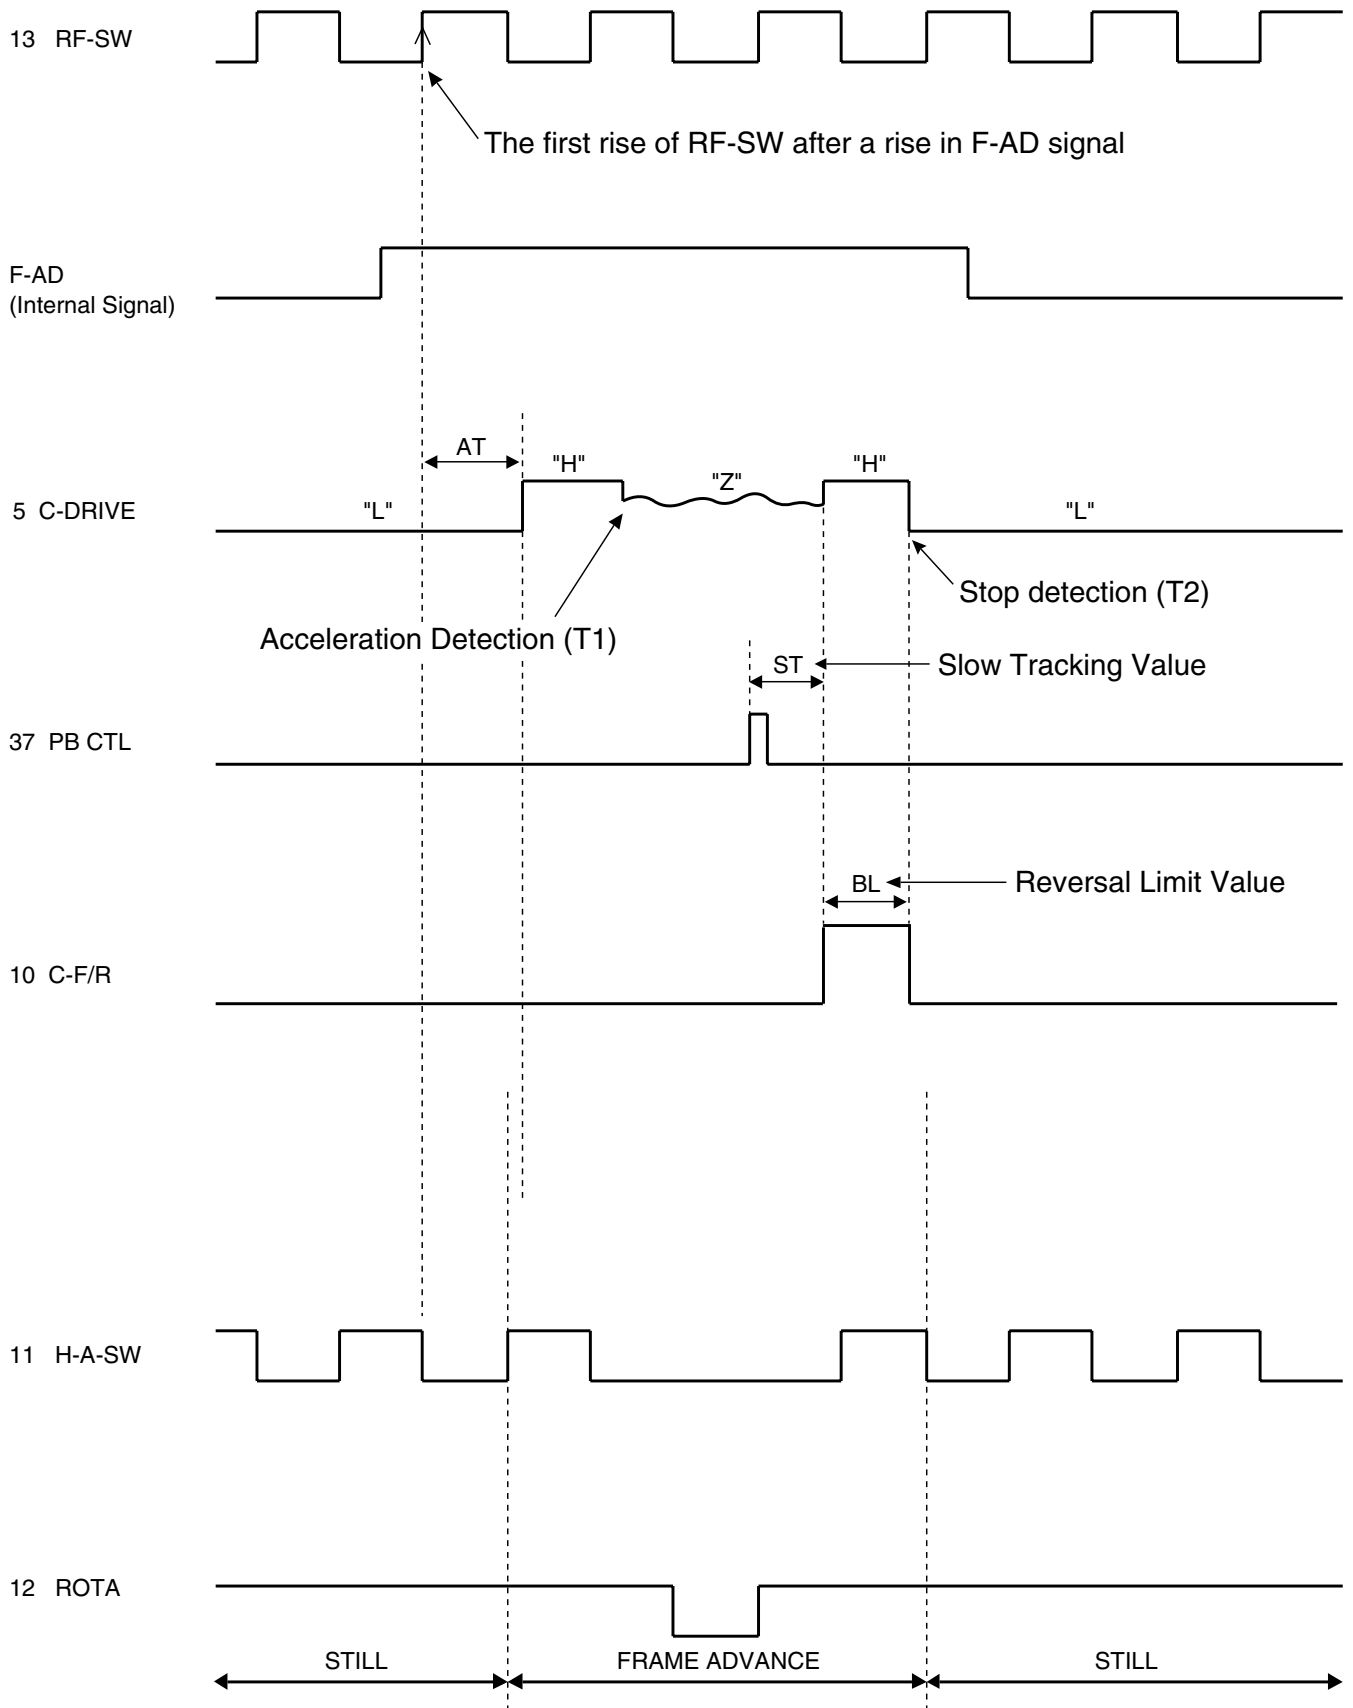 13 RF-SW
The first rise of RF-SW after a rise in F-AD signal
F-AD
(Internal Signal)
AT
"H"
"Z"
"H"
5 C-DRIVE
"L"
"L"
Stop detection (T2)
Acceleration Detection (T1)
ST
Slow Tracking Value
37 PB CTL
BL
Reversal Limit Value
10 C-F/R
11 H-A-SW
12 ROTA
STILL
FRAME ADVANCE
STILL